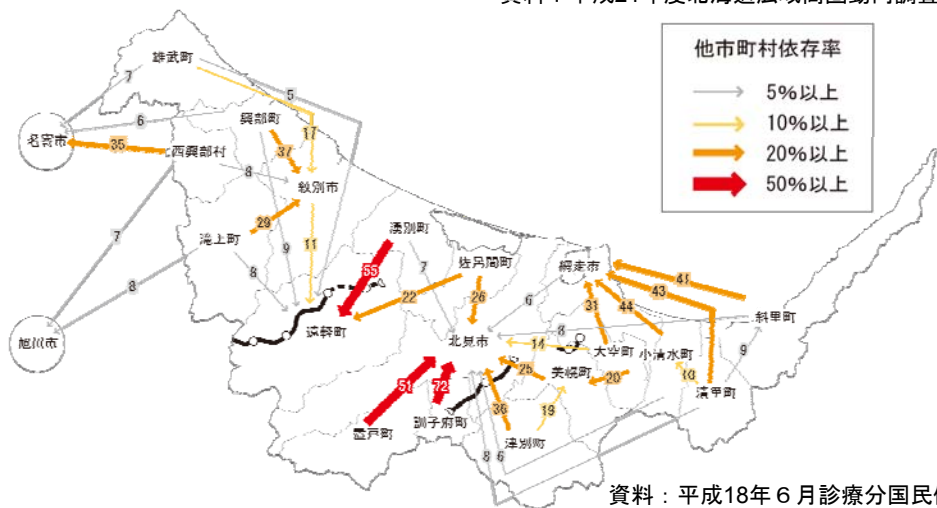 他市町村依存率
5%以上
10%以上
20%以上
50%以上
雄武町
7
5
名寄市
6
興部町
17
35
西興部村
37
8
紋別市
7
滝上町
29
9
11
湧別町
8
8
55
7
佐呂間町
22
26
6
網走市
41
43
44
31
斜里町
旭川市
遠軽町
北見市
8
14
大空町
小清水町
9
25
美幌町
20
10
清里町
51
72
36
19
置戸町
訓子府町
津別町
8
6
資料：平成18年6月診療分国民